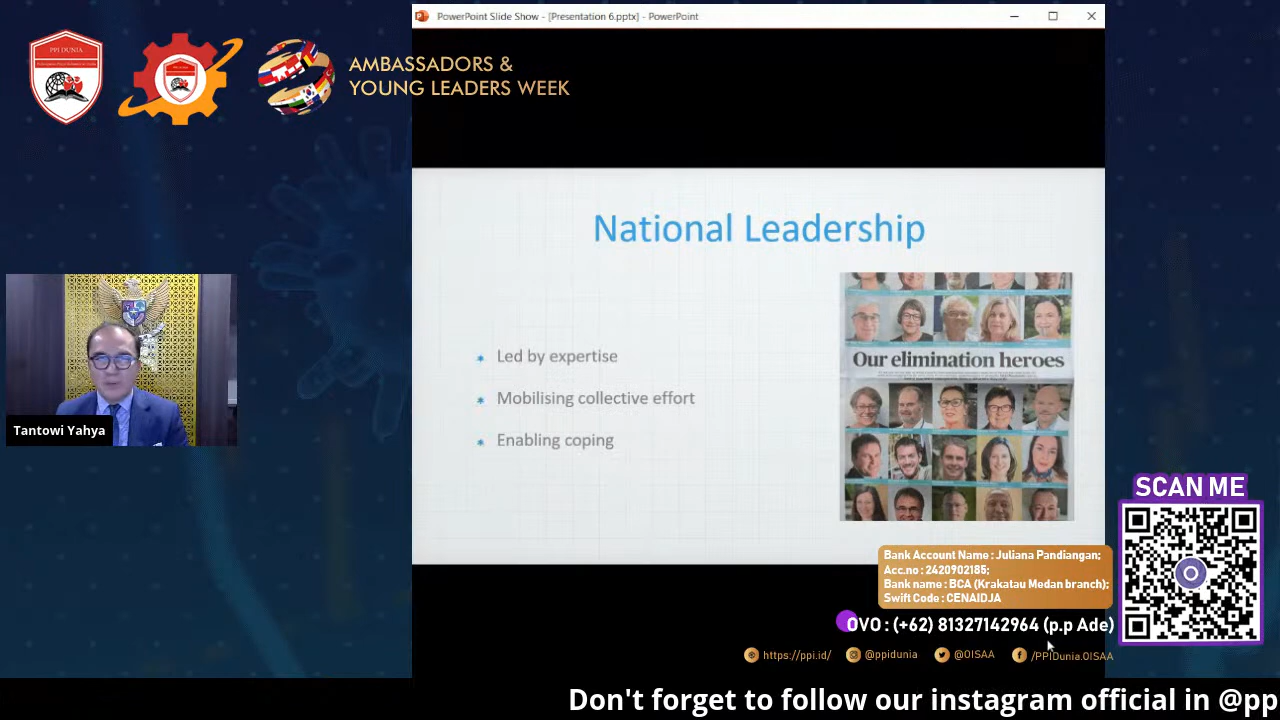 PowerPoint Slide Show - [Presentation 6.pptx] - PowerPoint
PPI DUNIA
AMBASSADORS &
YOUNG LEADERS WEEK
National Leadership
Led by expertise
Mobilising collective effort
Enabling coping
Our elimination heroes
Tantowi Yahya
SCAN ME
Bank Account Name : Juliana Pandiangan;
Acc.no : 2420902185;
Bank name : BCA (Krakatau Medan branch);
Swift Code : CENAIDJA
OVO : (+62) 81327142964 (p.p Ade)
https://ppi.id/ @ppidunia @OISAA /PPIDunia.OISAA
Don't forget to follow our instagram official in @pp